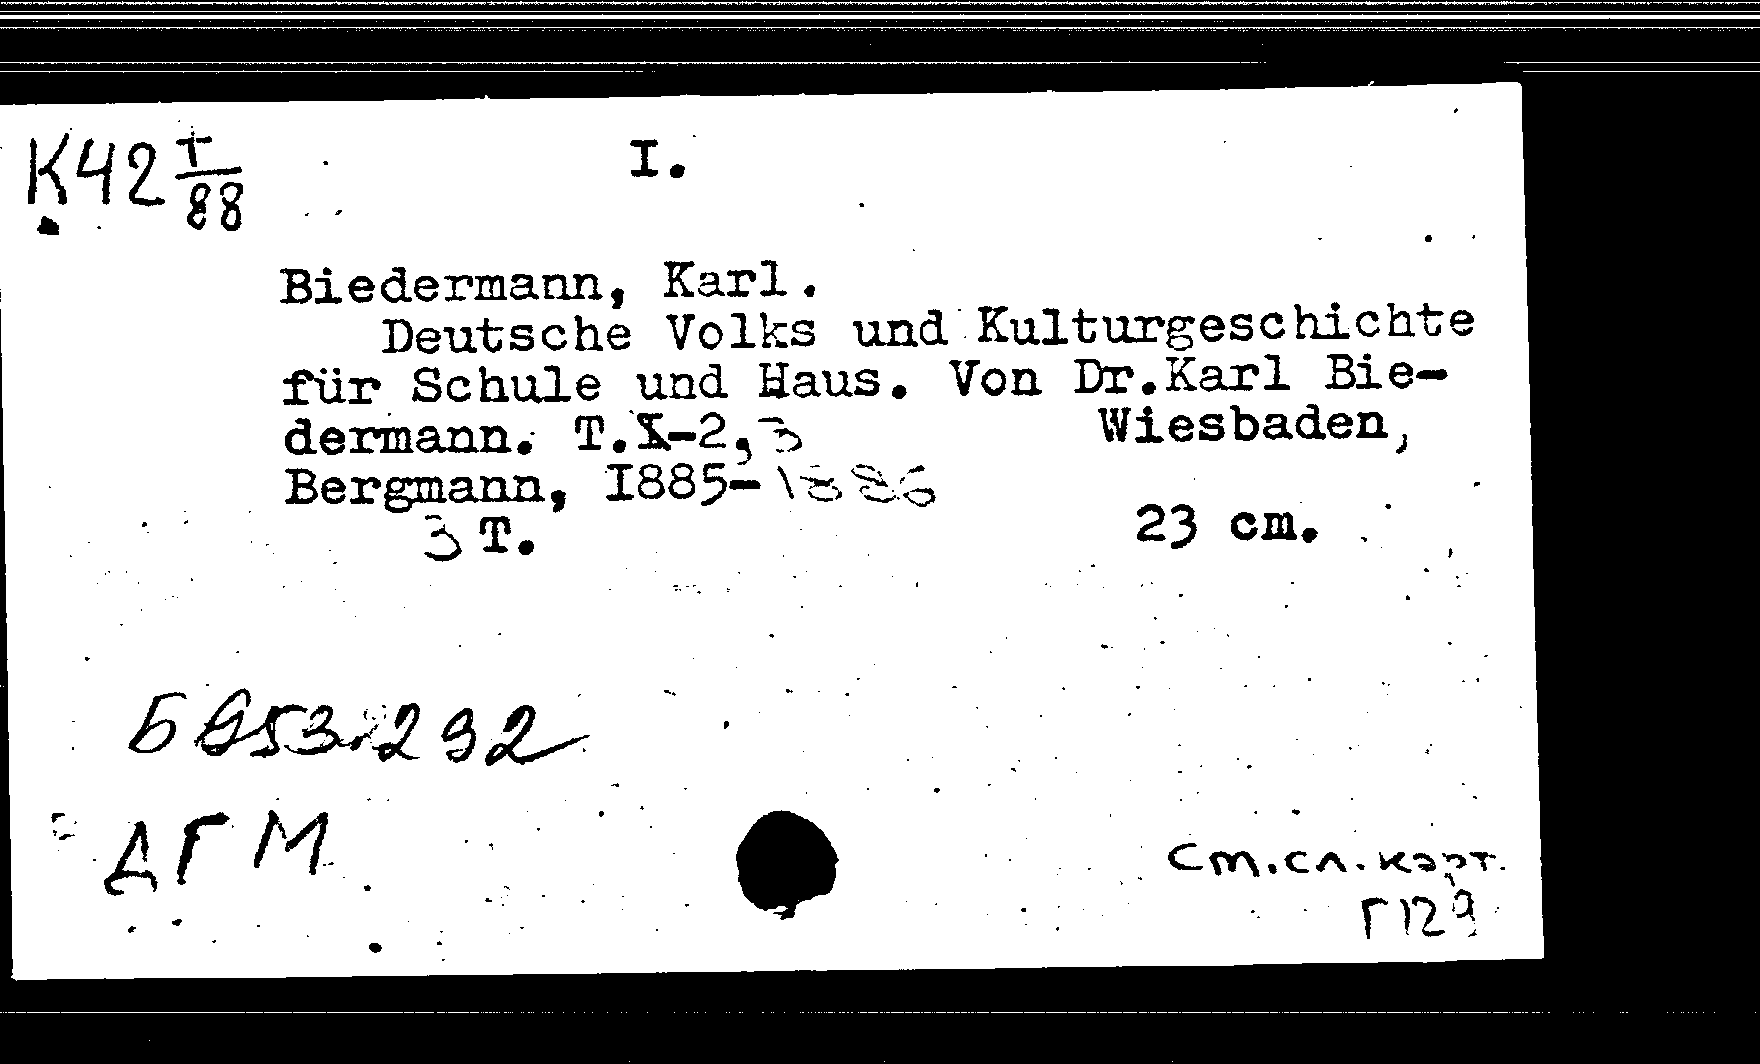 К42 т/88
I.
Biedermann, Karl.
Deutsche Volks und Kulturgeschichte
für Schule und Haus. Von Dr.Karl Bie-
dermann. T.I-2,3 Wiesbaden,
Bergmann, I885-1886
3 T. 23 cm.
ДГМ
См.сл.карт.
Г129